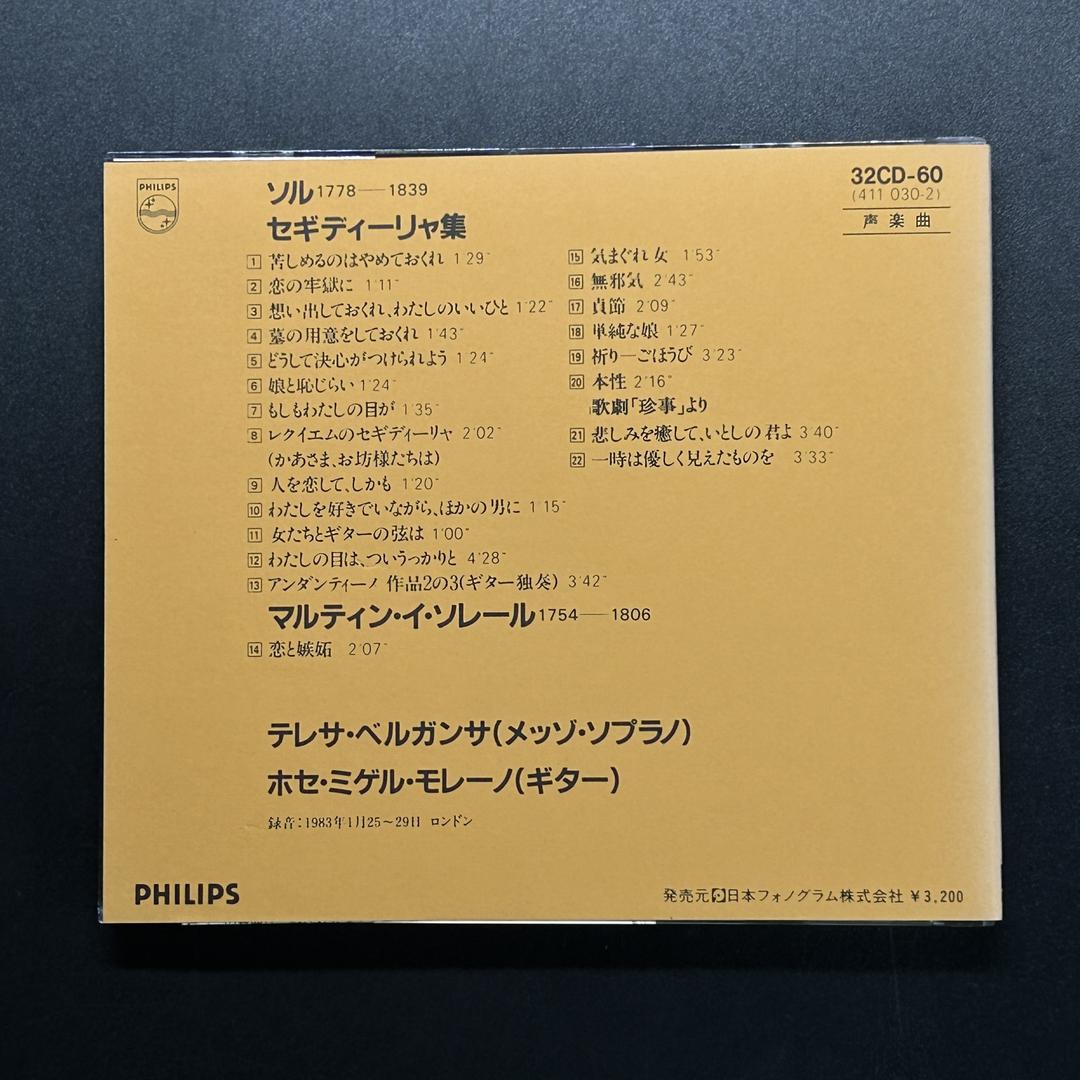 PHILIPS
ソル1778—1839
セギディーリャ集
1 苦しめるのはやめておくれ 1'29"
2 恋の牢獄に 1'11"
3 想い出しておくれ、わたしのいいひと 1'22"
4 墓の用意をしておくれ 1'43"
5 どうして決心がつけられよう 1'24"
6 娘と恥じらい 1'24"
7 もしもわたしの目が 1'35"
8 レクイエムのセギディーリャ 2'02"
(かあさま、お坊様たちは)
9 人を恋して、しかも 1'20"
10 わたしを好きでいながら、ほかの男に 1'15"
11 女たちとギターの弦は 1'00"
12 わたしの目は、ついうっかりと 4'28"
13 アンダンティーノ 作品2の3(ギター独奏) 3'42"
マルティン・イ・ソレール1754—1806
14 恋と嫉妬 2'07"
32CD-60
(411 030-2)
声楽曲
15 気まぐれ女 1'53"
16 無邪気 2'43"
17 貞節 2'09"
18 単純な娘 1'27"
19 祈り—ごほうび 3'23"
20 本性 2'16"
歌劇「珍事」より
21 悲しみを癒して、いとしの君よ 3'40"
22 一時は優しく見えたものを 3'33"
テレサ・ベルガンサ(メッゾ・ソプラノ)
ホセ・ミゲル・モレーノ(ギター)
録音:1983年1月25~29日 ロンドン
PHILIPS
発売元 日本フォノグラム株式会社 ¥3,200